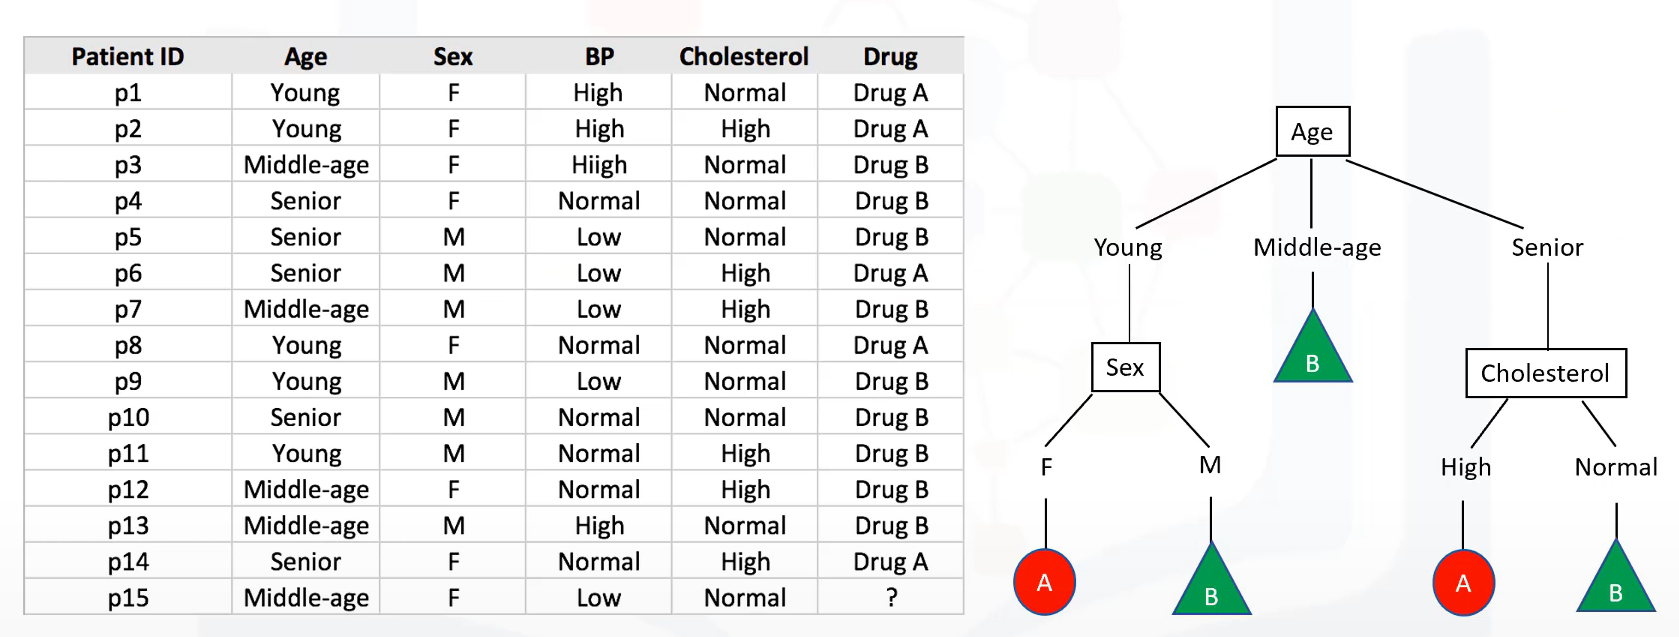 Patient ID Age Sex BP Cholesterol Drug
p1 Young F High Normal Drug A
p2 Young F High High Drug A
p3 Middle-age F Hiigh Normal Drug B
p4 Senior F Normal Normal Drug B
p5 Senior M Low Normal Drug B
p6 Senior M Low High Drug A
p7 Middle-age M Low High Drug B
p8 Young F Normal Normal Drug A
p9 Young M Low Normal Drug B
p10 Senior M Normal Normal Drug B
p11 Young M Normal High Drug B
p12 Middle-age F Normal High Drug B
p13 Middle-age M High Normal Drug B
p14 Senior F Normal High Drug A
p15 Middle-age F Low Normal ?
Age
Young Middle-age Senior
Sex B Cholesterol
F M High Normal
A B A B